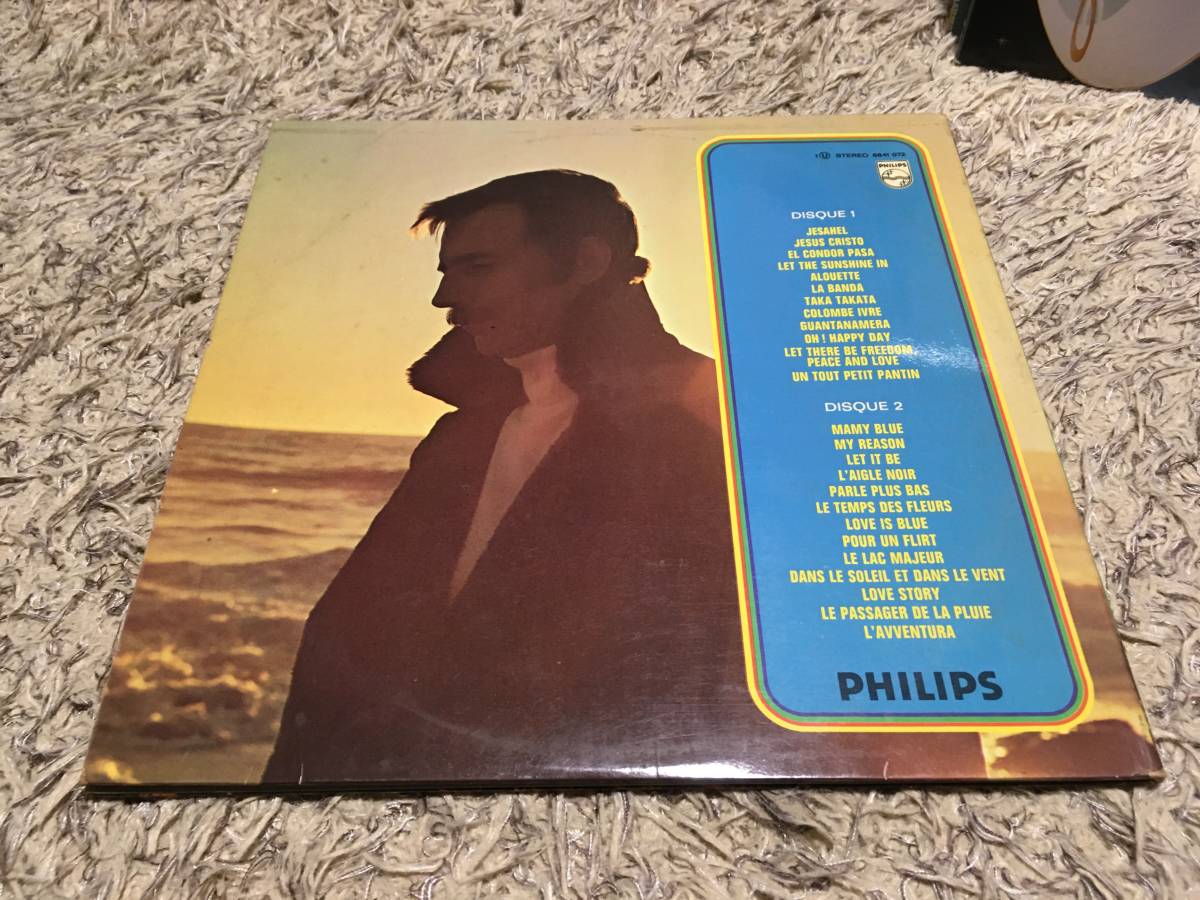 1 U STEREO 6641 072
PHILIPS
DISQUE 1
JESAHEL
JESUS CRISTO
EL CONDOR PASA
LET THE SUNSHINE IN
ALOUETTE
LA BANDA
TAKA TAKATA
COLOMBE IVRE
GUANTANAMERA
OH ! HAPPY DAY
LET THERE BE FREEDOM,
PEACE AND LOVE
UN TOUT PETIT PANTIN
DISQUE 2
MAMY BLUE
MY REASON
LET IT BE
L'AIGLE NOIR
PARLE PLUS BAS
LE TEMPS DES FLEURS
LOVE IS BLUE
POUR UN FLIRT
LE LAC MAJEUR
DANS LE SOLEIL ET DANS LE VENT
LOVE STORY
LE PASSAGER DE LA PLUIE
L'AVVENTURA
PHILIPS